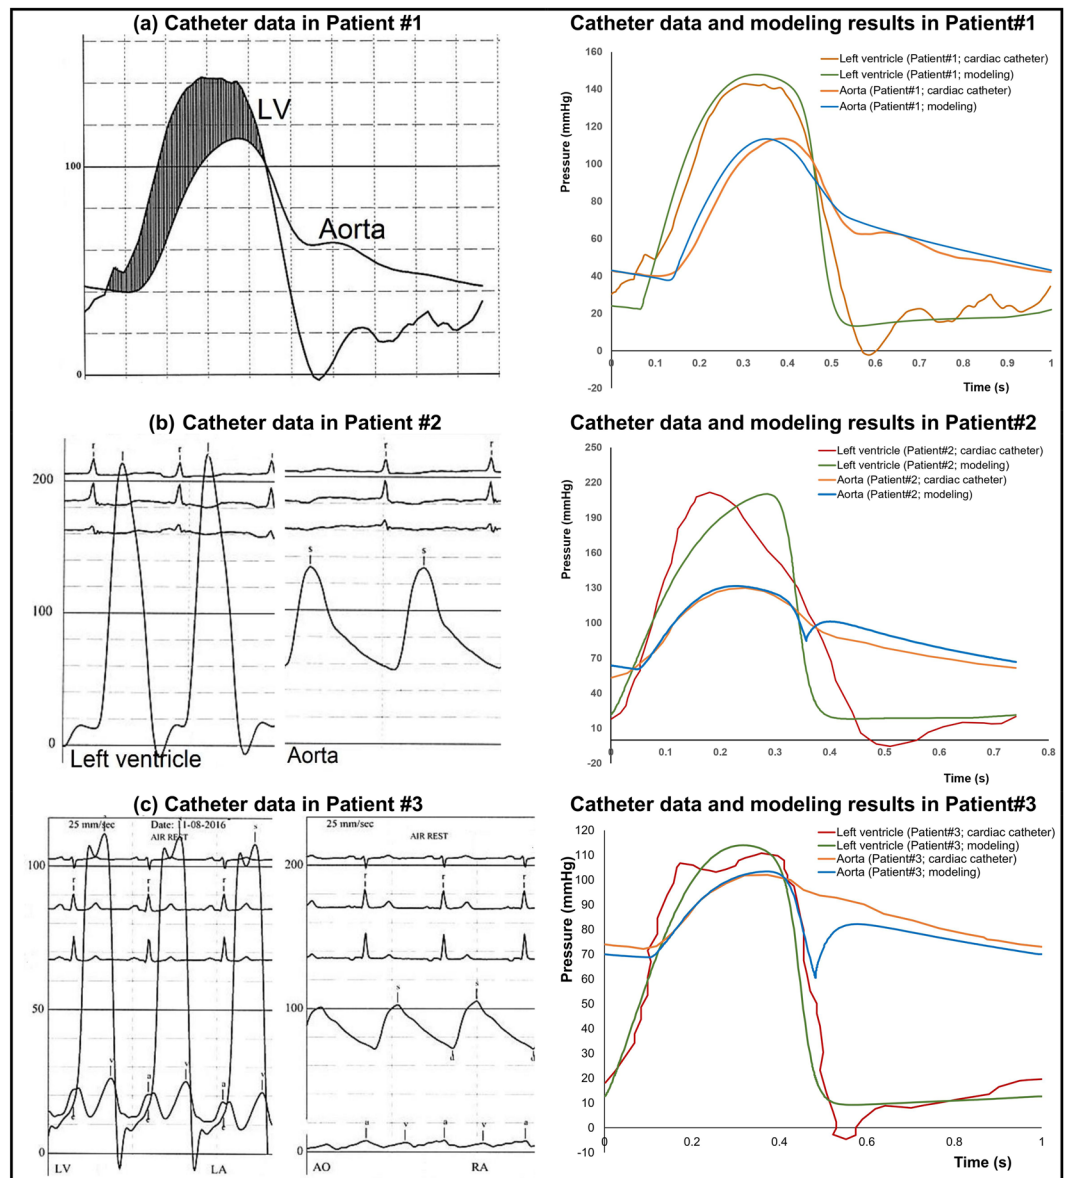 (a) Catheter data in Patient #1
LV
Aorta
100
0
Catheter data and modeling results in Patient#1
Pressure (mmHg)
160
140
120
100
80
60
40
20
0
-20
0 0.1 0.2 0.3 0.4 0.5 0.6 0.7 0.8 0.9 1
Time (s)
Left ventricle (Patient#1; cardiac catheter)
Left ventricle (Patient#1; modeling)
Aorta (Patient#1; cardiac catheter)
Aorta (Patient#1; modeling)
(b) Catheter data in Patient #2
r r
s s
200
100
0
Left ventricle
Aorta
Catheter data and modeling results in Patient#2
Pressure (mmHg)
250
220
190
160
130
100
70
40
10
-20
0 0.1 0.2 0.3 0.4 0.5 0.6 0.7 0.8
Time (s)
Left ventricle (Patient#2; cardiac catheter)
Left ventricle (Patient#2; modeling)
Aorta (Patient#2; cardiac catheter)
Aorta (Patient#2; modeling)
(c) Catheter data in Patient #3
25 mm/sec Date: 11-08-2016
AIR REST
s
r r r
100
50
0
v a v a v
e e e
LV LA
25 mm/sec
AIR REST
200
r r r
s s
100
d d
a v a v a
0
AO RA
Catheter data and modeling results in Patient#3
Pressure (mmHg)
120
110
100
90
80
70
60
50
40
30
20
10
0
-10
0 0.2 0.4 0.6 0.8 1
Time (s)
Left ventricle (Patient#3; cardiac catheter)
Left ventricle (Patient#3; modeling)
Aorta (Patient#3; cardiac catheter)
Aorta (Patient#3; modeling)